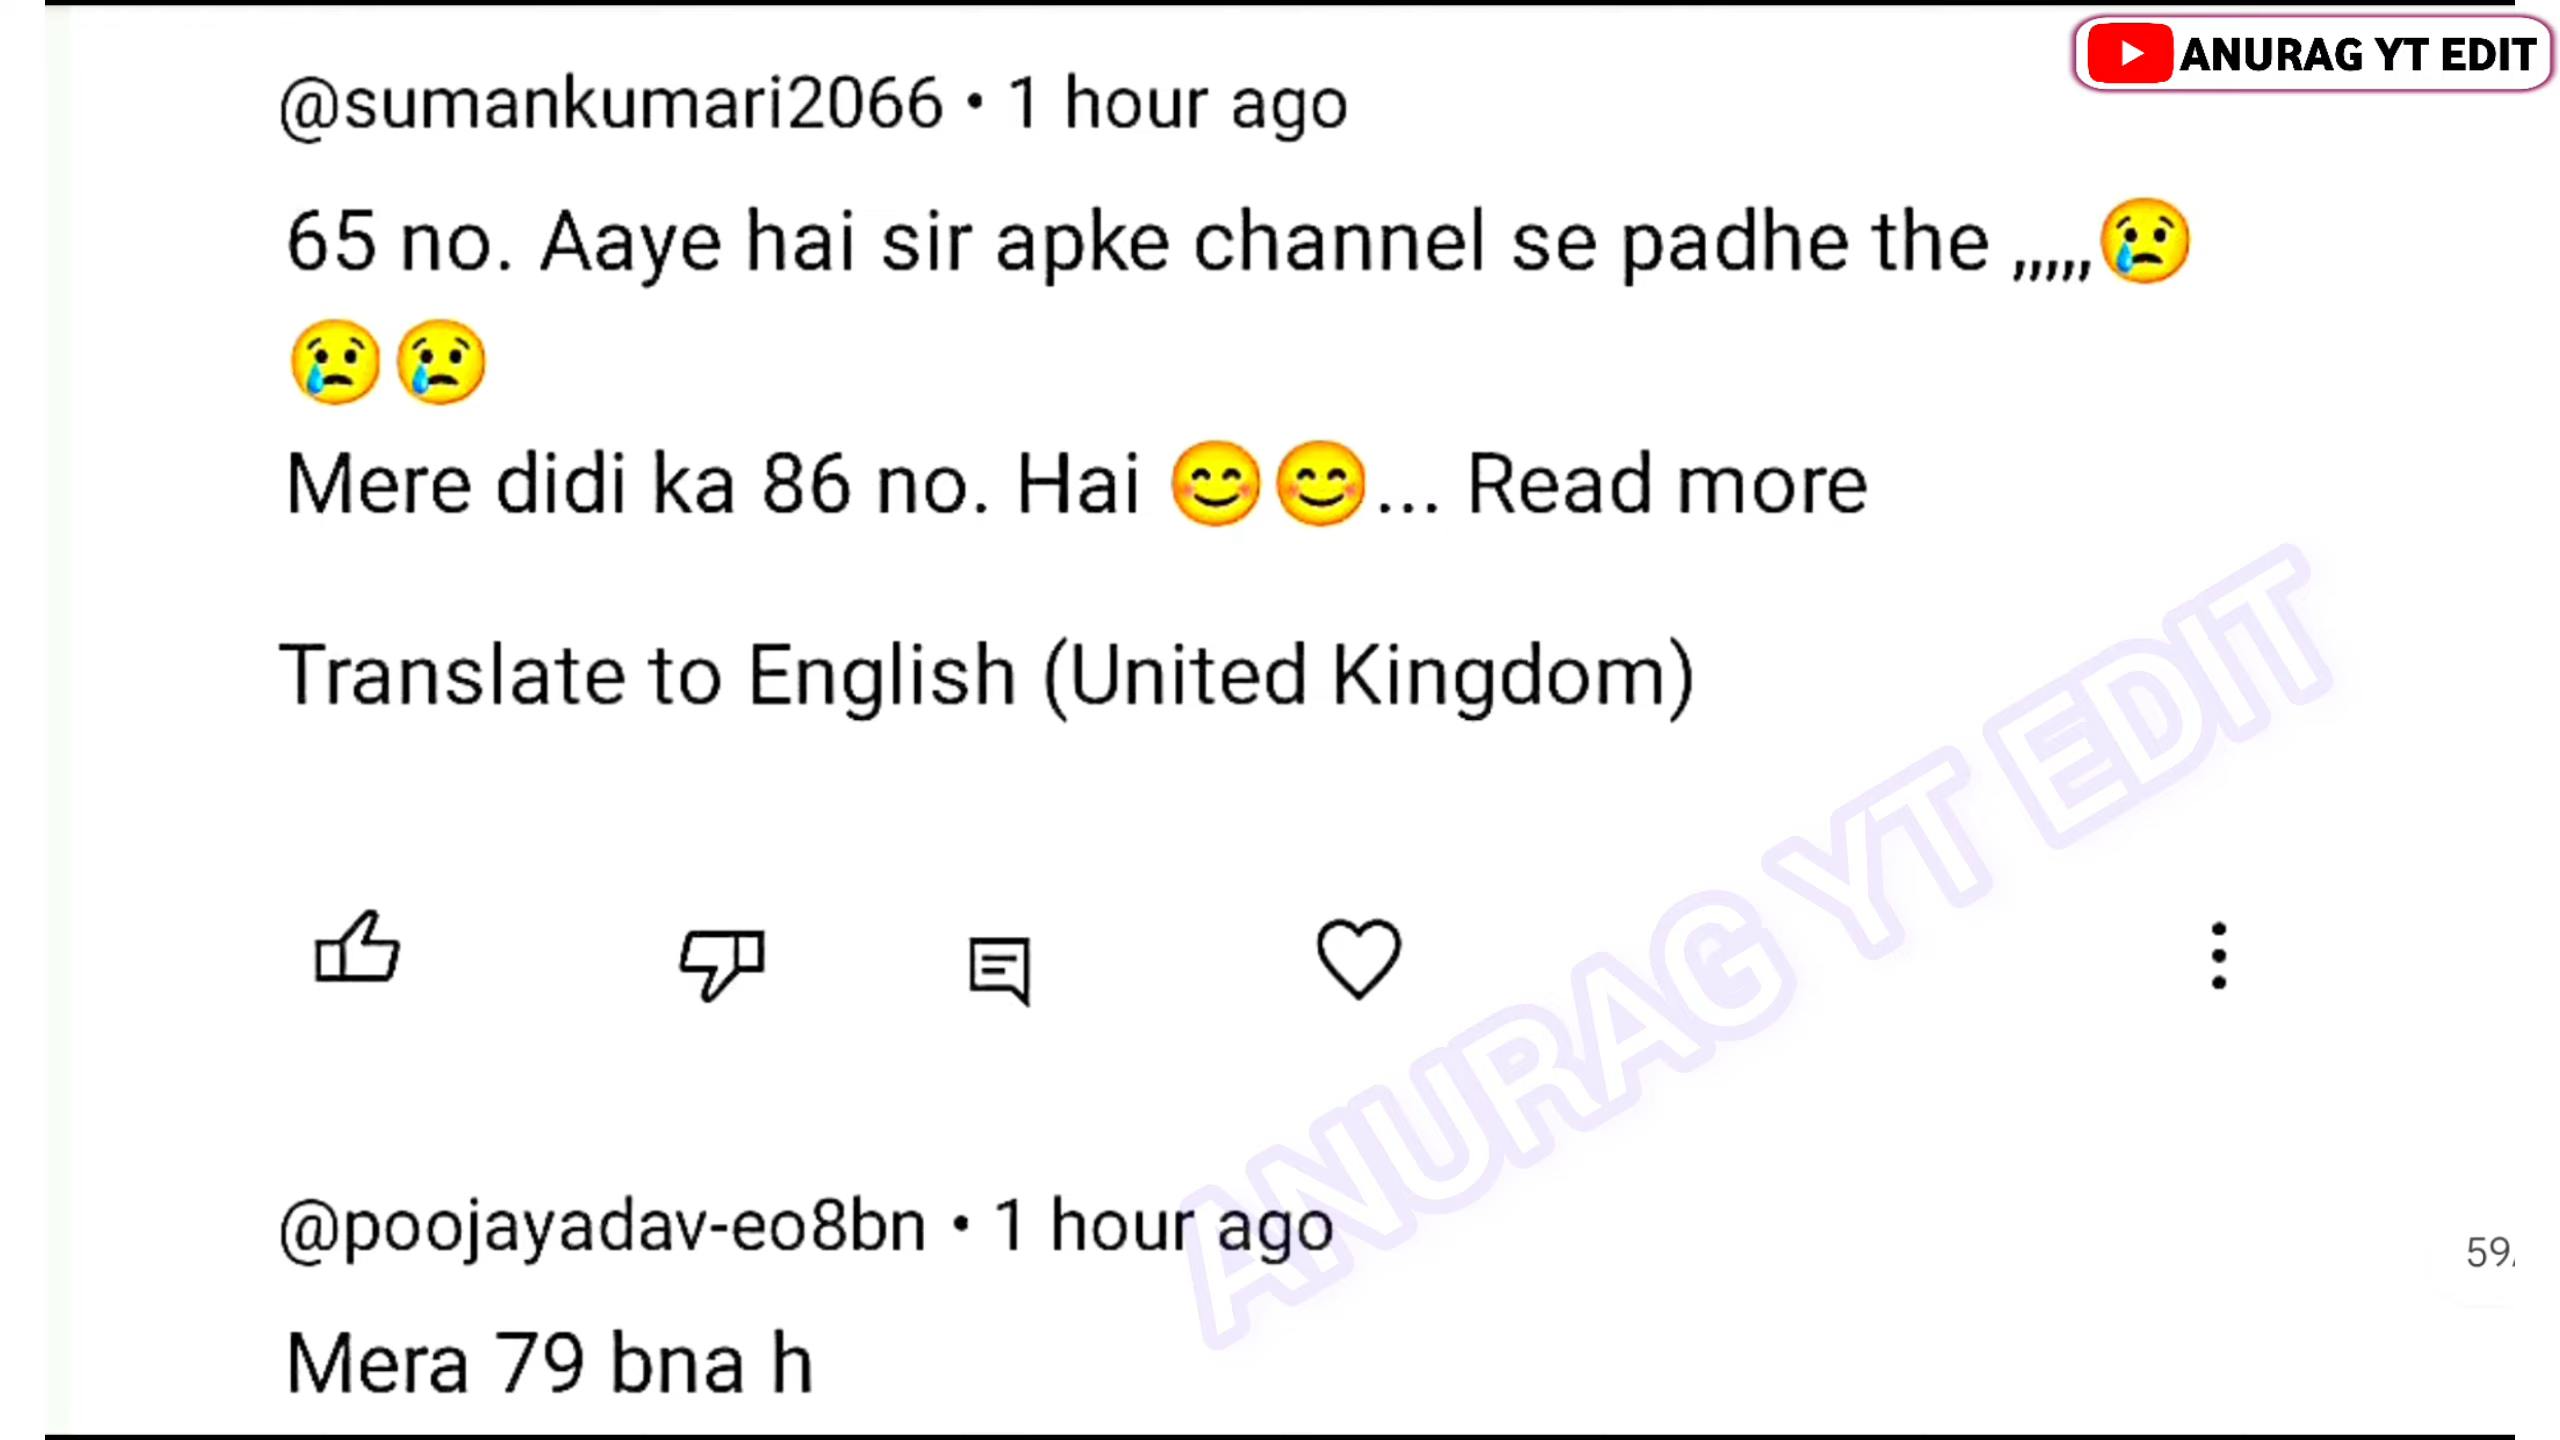 ANURAG YT EDIT
@sumankumari2066 • 1 hour ago
65 no. Aaye hai sir apke channel se padhe the ,,,,,,😢
😢😢
Mere didi ka 86 no. Hai 😊😊... Read more
Translate to English (United Kingdom)
ANURAG YT EDIT
@poojayadav-eo8bn • 1 hour ago
59/
Mera 79 bna h